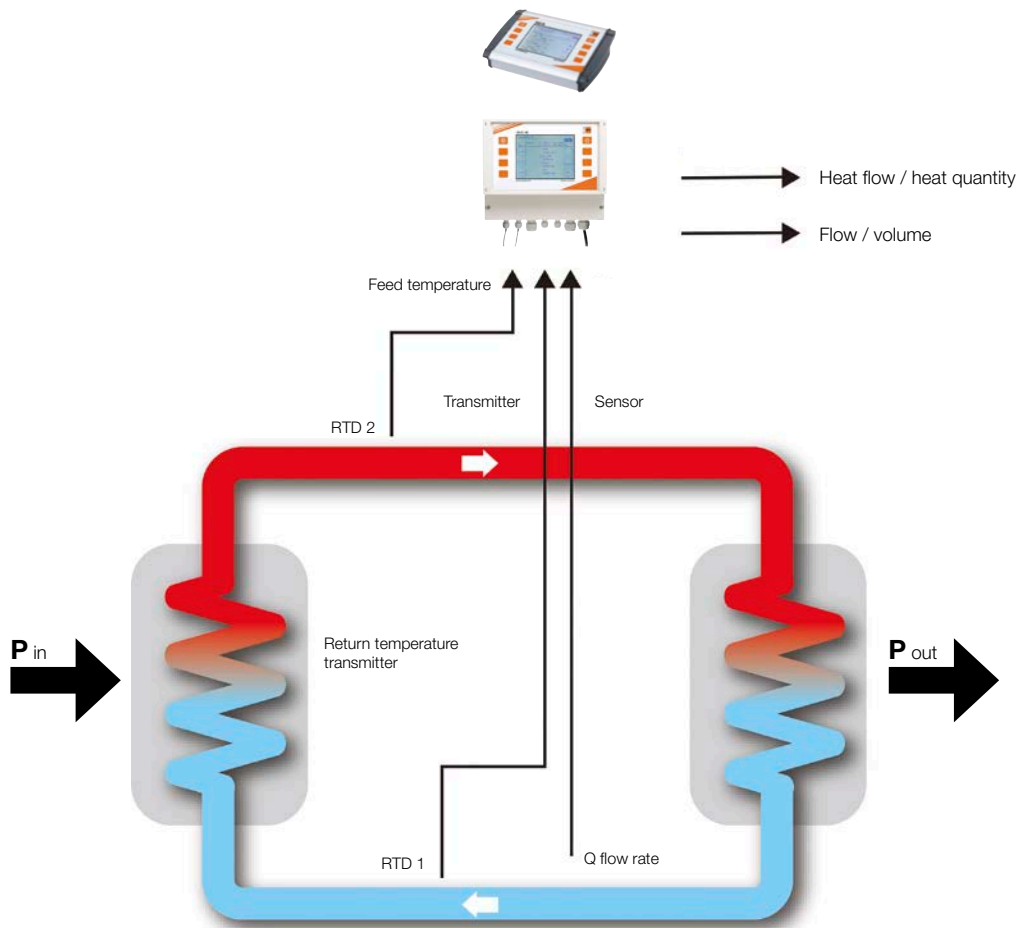 Heat flow / heat quantity
Flow / volume
Feed temperature
Transmitter
Sensor
RTD 2
Return temperature
transmitter
P in
P out
RTD 1
Q flow rate